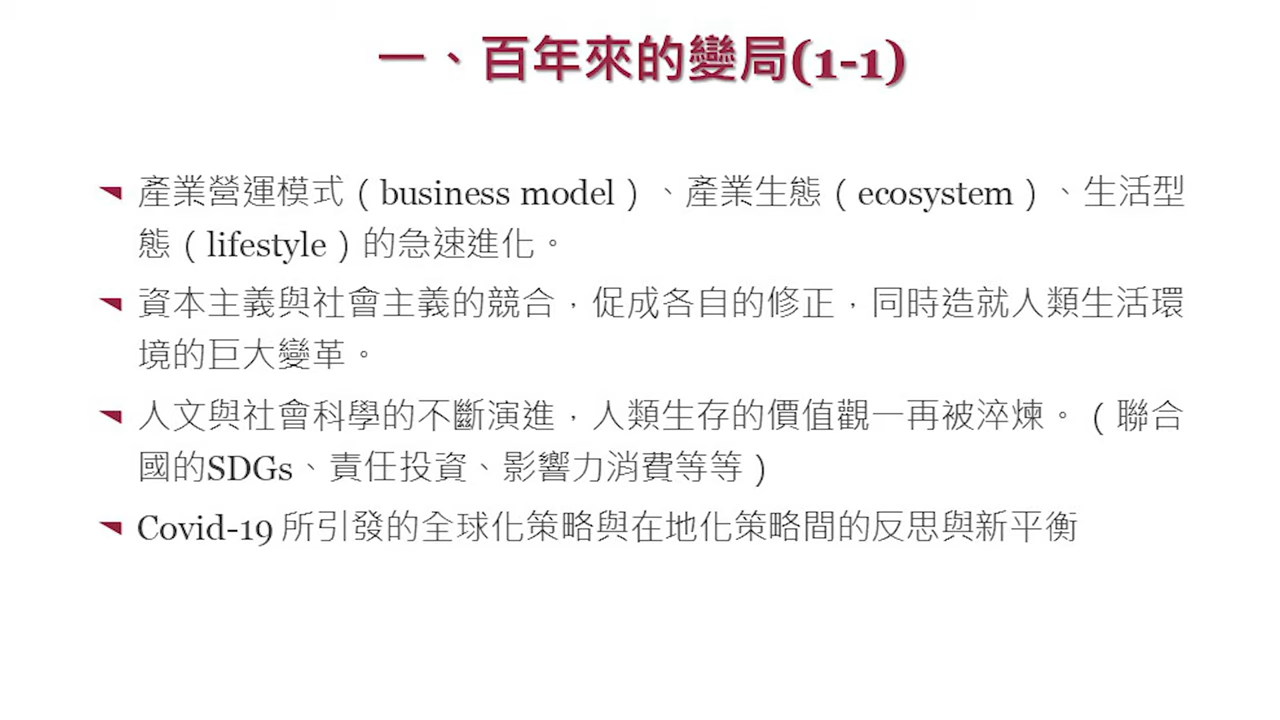 一、百年來的變局(1-1)
產業營運模式（business model）、產業生態（ecosystem）、生活型
態（lifestyle）的急速進化。
資本主義與社會主義的競合，促成各自的修正，同時造就人類生活環
境的巨大變革。
人文與社會科學的不斷演進，人類生存的價值觀一再被淬煉。（聯合
國的SDGs、責任投資、影響力消費等等）
Covid-19 所引發的全球化策略與在地化策略間的反思與新平衡